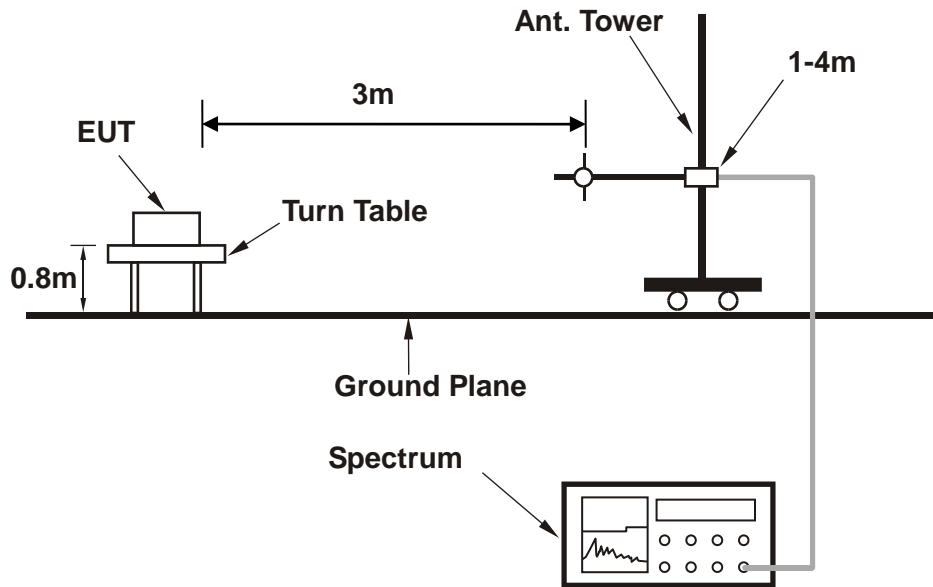 Ant. Tower
1-4m
3m
EUT
Turn Table
0.8m
Ground Plane
Spectrum